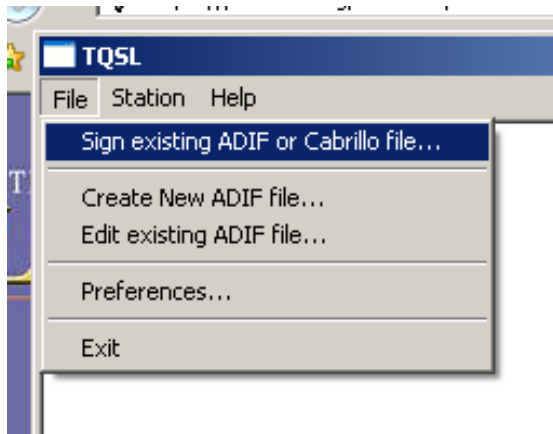 TQSL
File Station Help
Sign existing ADIF or Cabrillo file...
Create New ADIF file...
Edit existing ADIF file...
Preferences...
Exit